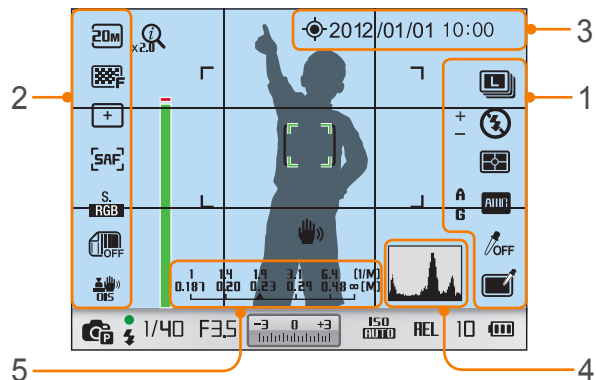 3
2012/01/01 10:00
2
1
20M
i
x2.0
L
F
+
+
−
SAF
S.
RGB
A
G
AWB
OFF
OFF
OIS
1 1.4 1.9 3.1 6.4 [1/M]
0.187 0.20 0.23 0.29 0.48 ∞ [M]
P
1/40 F3.5
-3 0 +3
ISO
AUTO
AEL 10
5
4